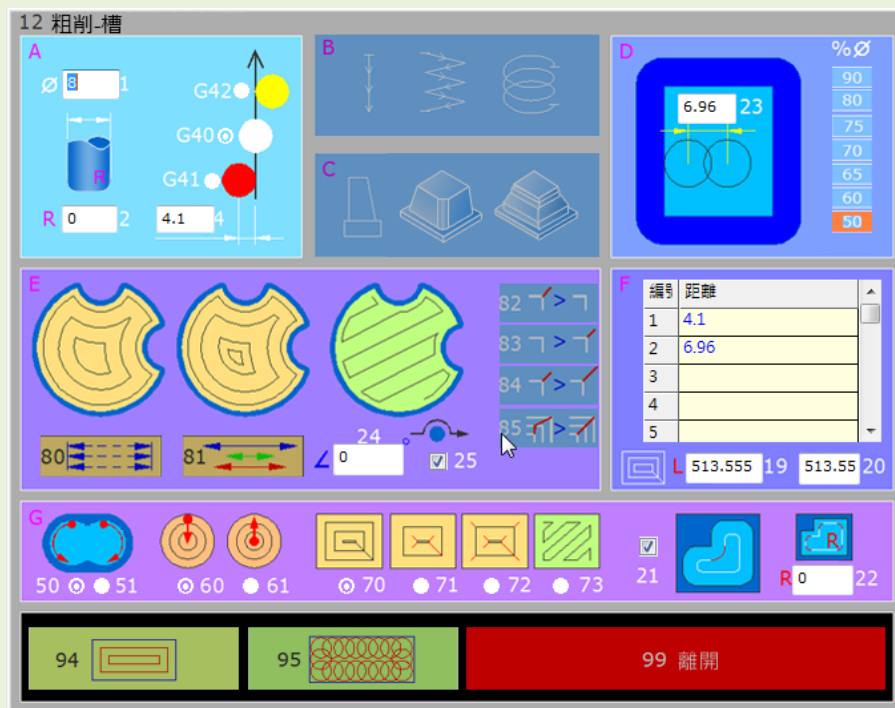 12 粗削-槽
A
Ø 8 1
G42
G40
G41
R
R 0 2 4.1 4
B
C
D
%Ø
6.96 23
90
80
75
70
65
60
50
E
82 >
83 >
84 >
85 >
80
81
24
∠ 0 °
25
F
編號 距離
1 4.1
2 6.96
3
4
5
L 513.555 19 513.55 20
G
50 51 60 61 70 71 72 73 21
R
R 0 22
94
95
99 離開